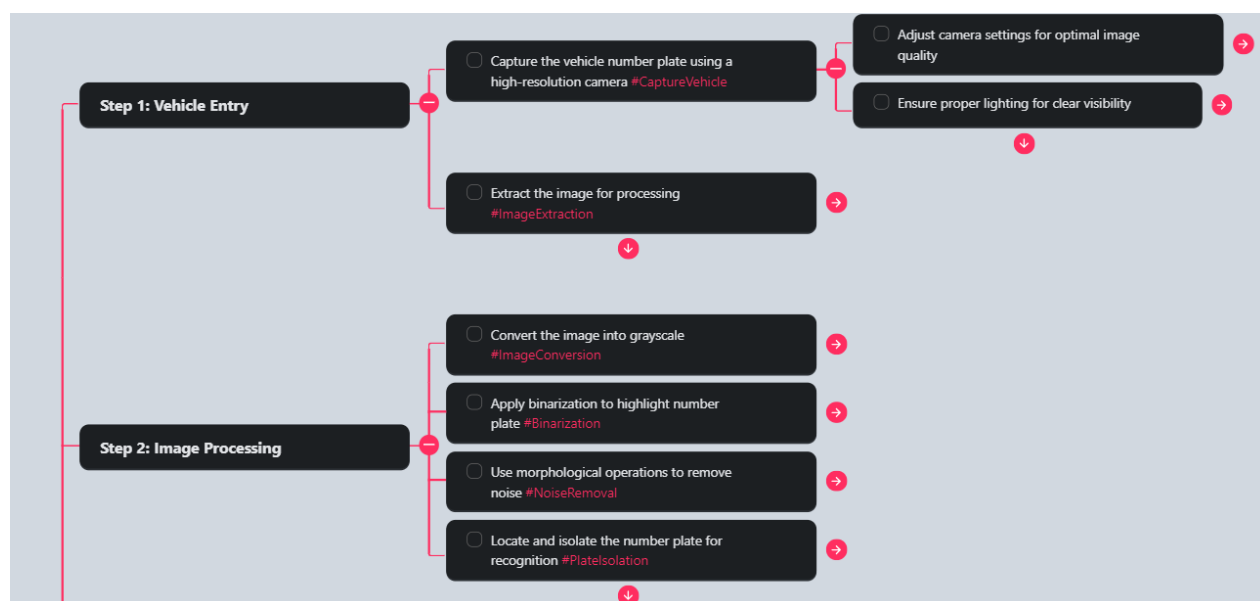 Step 1: Vehicle Entry
Capture the vehicle number plate using a
high-resolution camera #CaptureVehicle
Adjust camera settings for optimal image
quality
Ensure proper lighting for clear visibility
Extract the image for processing
#ImageExtraction
Step 2: Image Processing
Convert the image into grayscale
#ImageConversion
Apply binarization to highlight number
plate #Binarization
Use morphological operations to remove
noise #NoiseRemoval
Locate and isolate the number plate for
recognition #PlateIsolation